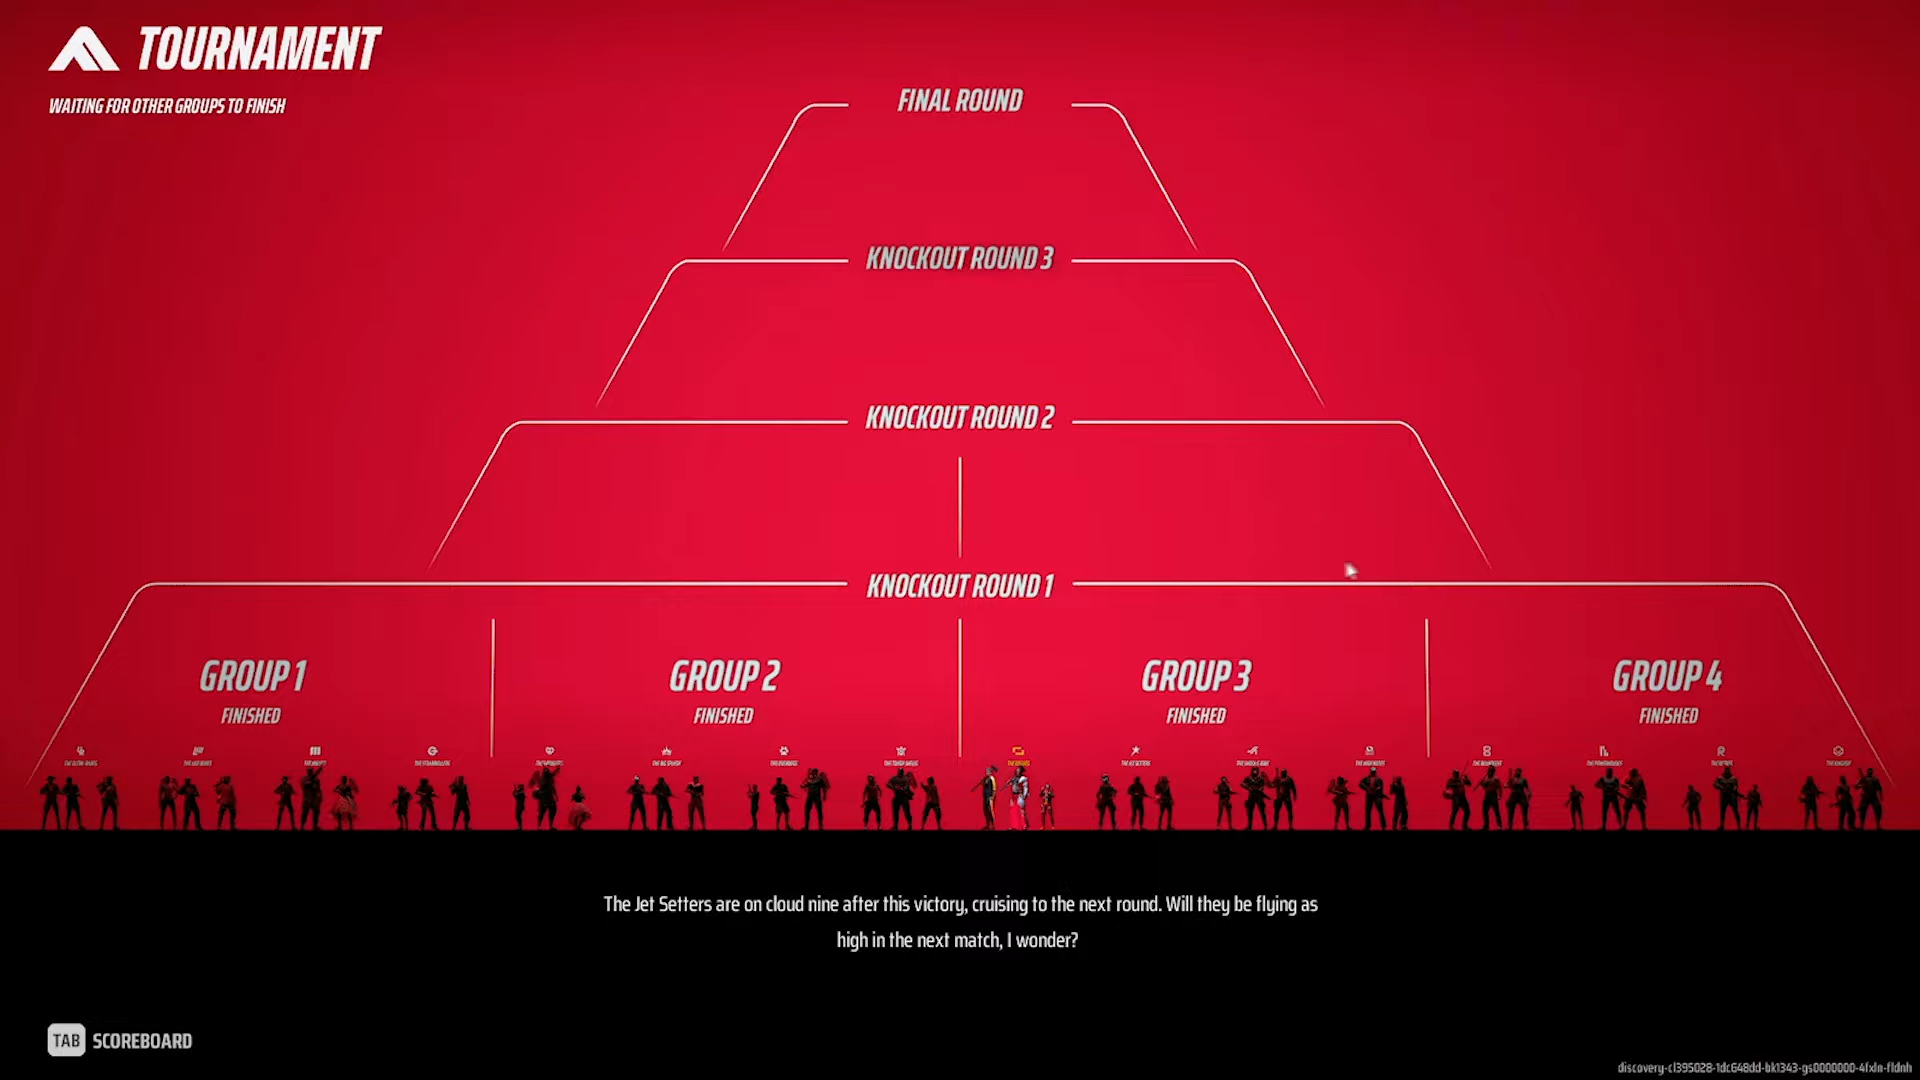 TOURNAMENT
WAITING FOR OTHER GROUPS TO FINISH
FINAL ROUND
KNOCKOUT ROUND 3
KNOCKOUT ROUND 2
KNOCKOUT ROUND 1
GROUP 1
FINISHED
GROUP 2
FINISHED
GROUP 3
FINISHED
GROUP 4
FINISHED
THE JET SETTERS
The Jet Setters are on cloud nine after this victory, cruising to the next round. Will they be flying as
high in the next match, I wonder?
TAB SCOREBOARD